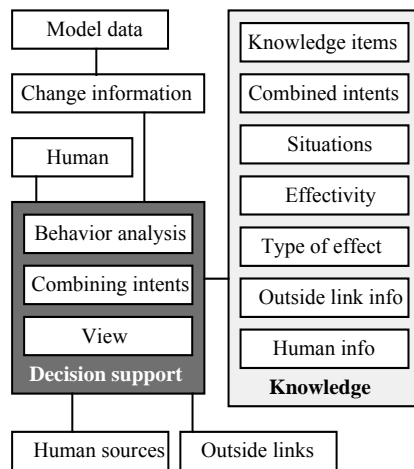 Model data
Change information
Human
Behavior analysis
Combining intents
View
Decision support
Human sources
Outside links
Knowledge items
Combined intents
Situations
Effectivity
Type of effect
Outside link info
Human info
Knowledge